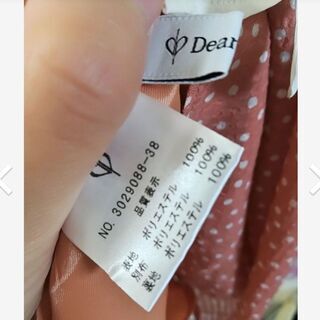 Dear
NO. 3029088-38
品質表示
表地 ポリエステル 100%
別布 ポリエステル 100%
裏地 ポリエステル 100%